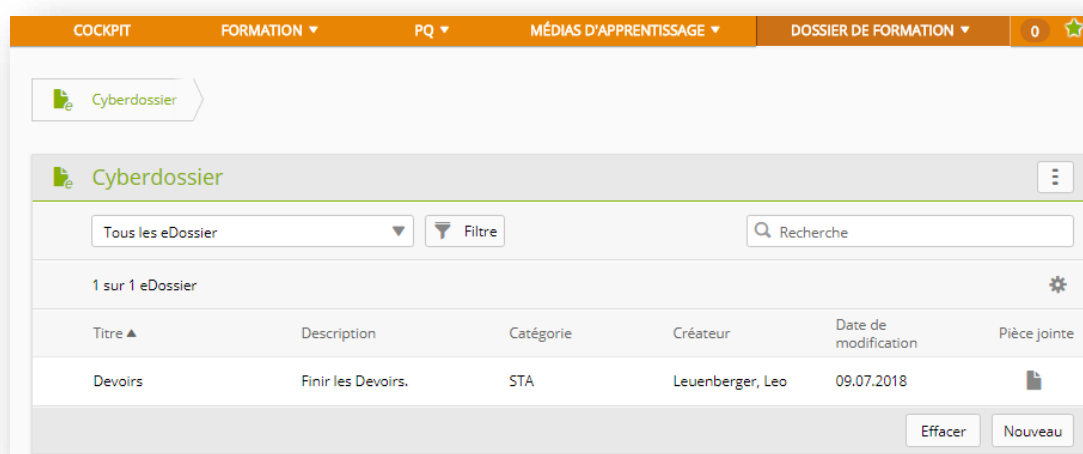 COCKPIT FORMATION ▼ PQ ▼ MÉDIAS D'APPRENTISSAGE ▼ DOSSIER DE FORMATION ▼ 0
Cyberdossier
Cyberdossier
Tous les eDossier ▼ Filtre Recherche
1 sur 1 eDossier
Titre ▲ Description Catégorie Créateur Date de modification Pièce jointe
Devoirs Finir les Devoirs. STA Leuenberger, Leo 09.07.2018
Effacer Nouveau